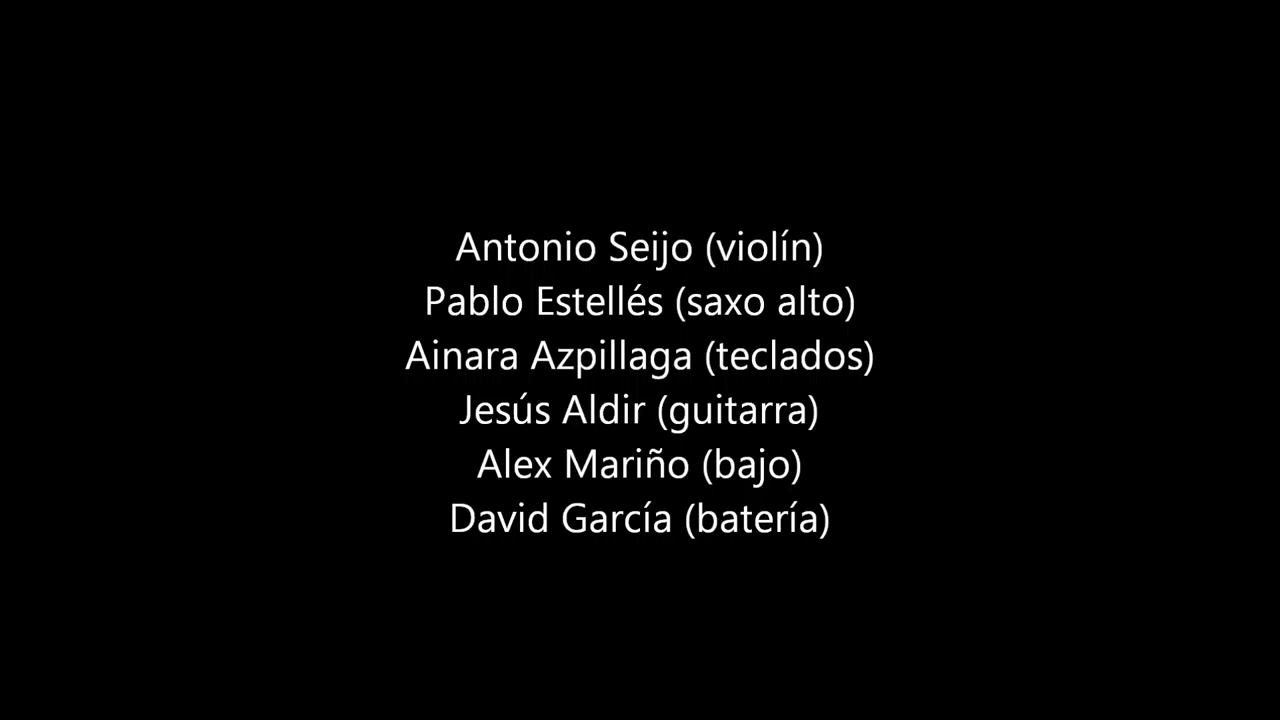 Antonio Seijo (violín)
Pablo Estellés (saxo alto)
Ainara Azpillaga (teclados)
Jesús Aldir (guitarra)
Alex Mariño (bajo)
David García (batería)